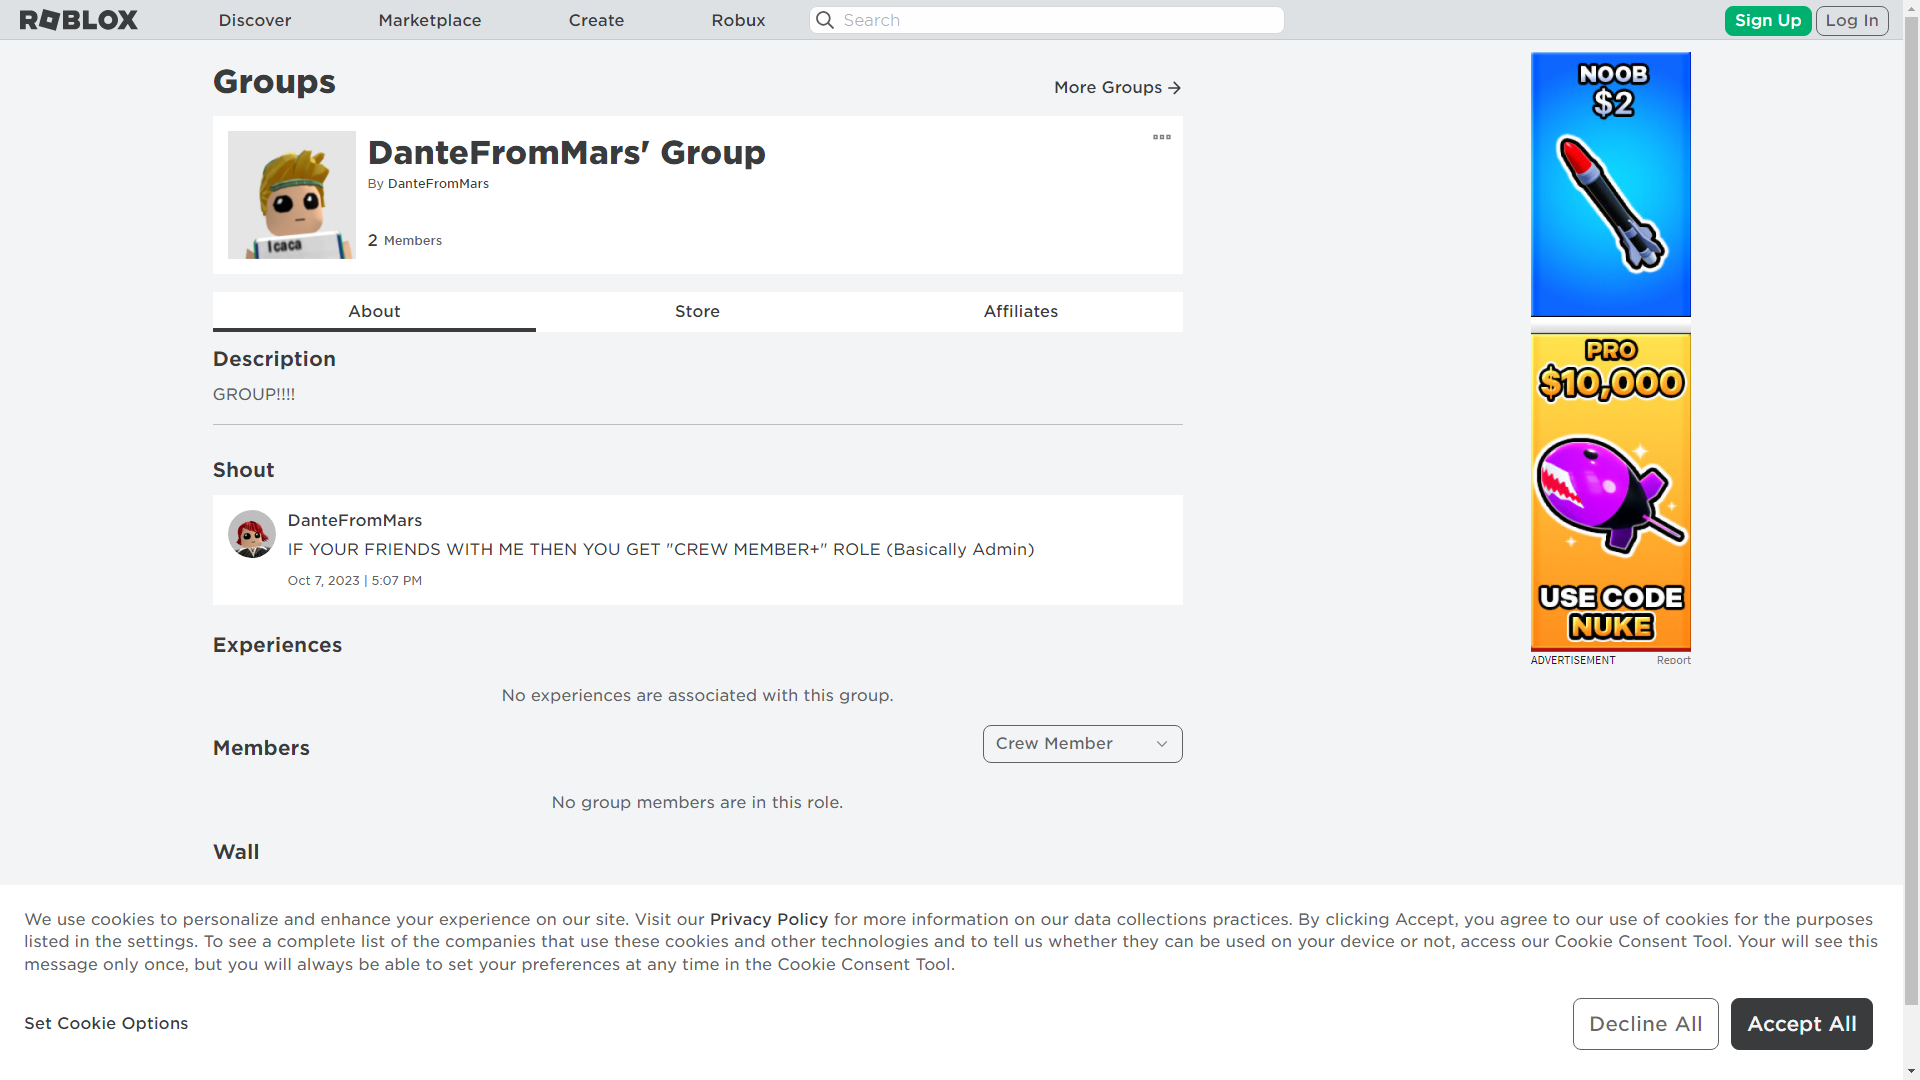 ROBLOX
Discover
Marketplace
Create
Robux
Search
Sign Up
Log In
Groups
More Groups
DanteFromMars' Group
By DanteFromMars
2 Members
Icaca
About
Store
Affiliates
Description
GROUP!!!!
Shout
DanteFromMars
IF YOUR FRIENDS WITH ME THEN YOU GET "CREW MEMBER+" ROLE (Basically Admin)
Oct 7, 2023 | 5:07 PM
Experiences
No experiences are associated with this group.
Members
Crew Member
No group members are in this role.
Wall
NOOB
$2
PRO
$10,000
USE CODE
NUKE
ADVERTISEMENT
Report
We use cookies to personalize and enhance your experience on our site. Visit our Privacy Policy for more information on our data collections practices. By clicking Accept, you agree to our use of cookies for the purposes
listed in the settings. To see a complete list of the companies that use these cookies and other technologies and to tell us whether they can be used on your device or not, access our Cookie Consent Tool. Your will see this
message only once, but you will always be able to set your preferences at any time in the Cookie Consent Tool.
Set Cookie Options
Decline All
Accept All